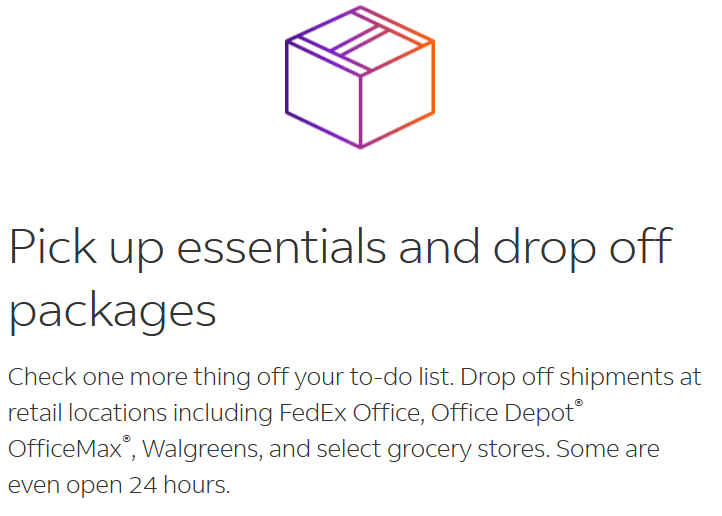 Pick up essentials and drop off
packages
Check one more thing off your to-do list. Drop off shipments at
retail locations including FedEx Office, Office Depot®
OfficeMax®, Walgreens, and select grocery stores. Some are
even open 24 hours.